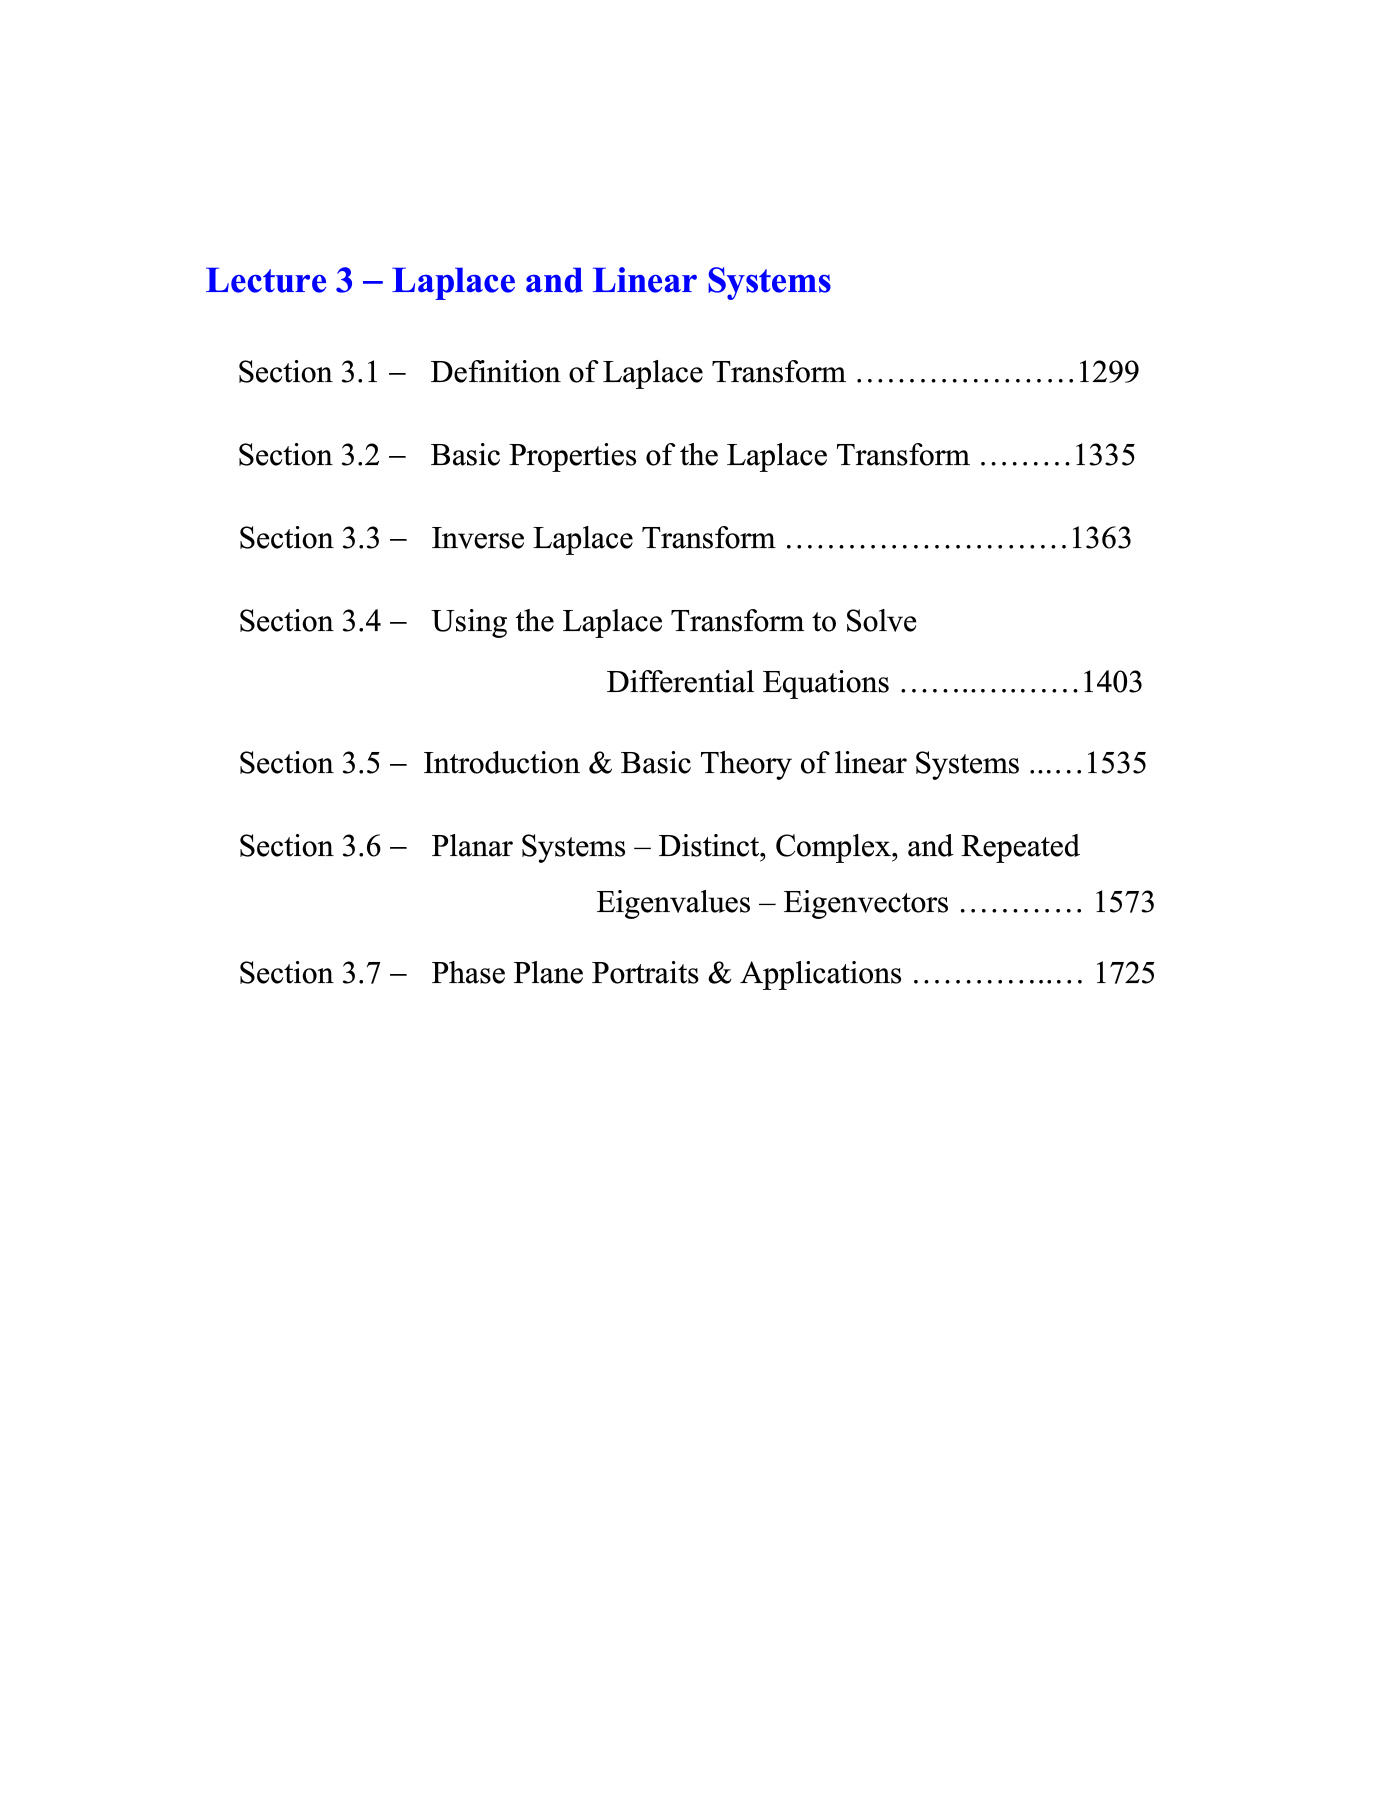 Lecture 3 – Laplace and Linear Systems
Section 3.1 – Definition of Laplace Transform …………………1299
Section 3.2 – Basic Properties of the Laplace Transform ………1335
Section 3.3 – Inverse Laplace Transform ………………………1363
Section 3.4 – Using the Laplace Transform to Solve
Differential Equations ……..….……1403
Section 3.5 – Introduction & Basic Theory of linear Systems ...…1535
Section 3.6 – Planar Systems – Distinct, Complex, and Repeated
Eigenvalues – Eigenvectors ………… 1573
Section 3.7 – Phase Plane Portraits & Applications …………..… 1725